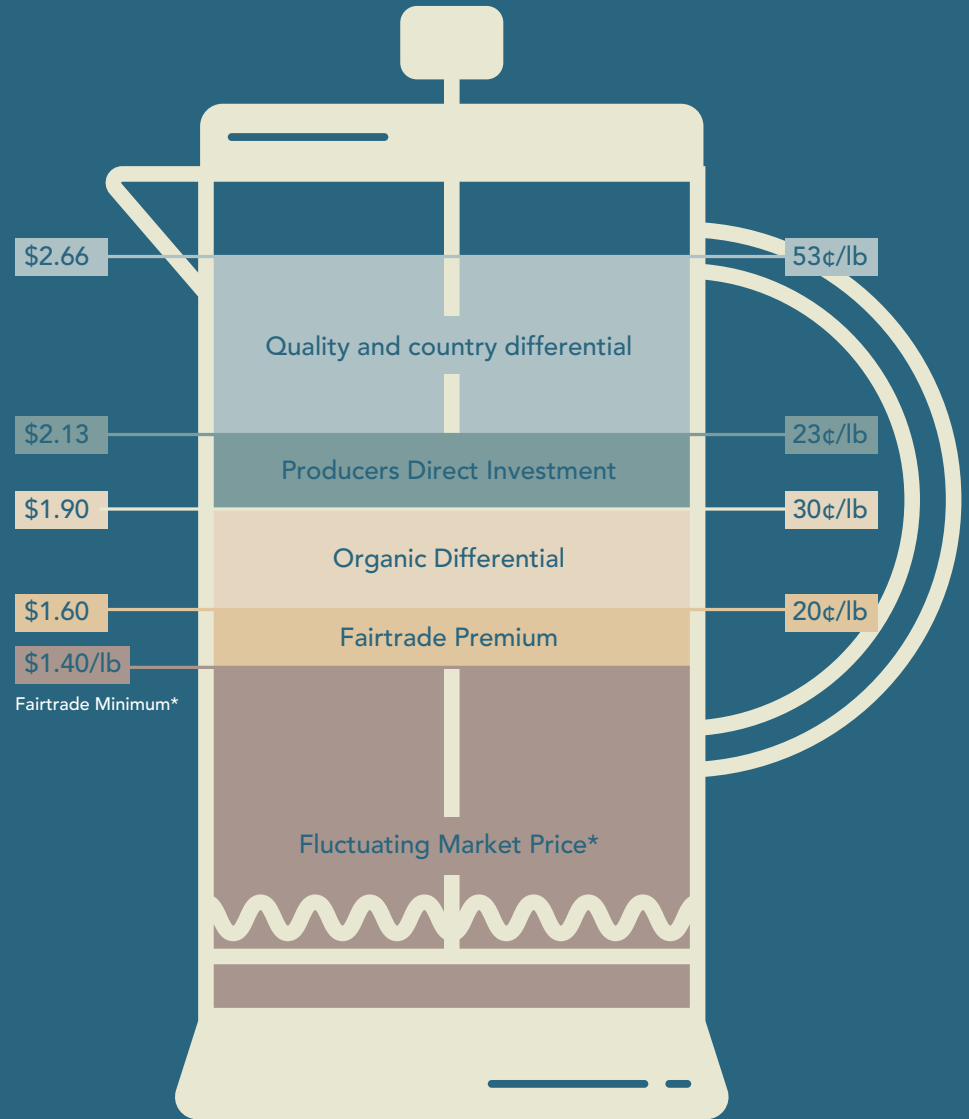 $2.66
53¢/lb
Quality and country differential
$2.13
23¢/lb
Producers Direct Investment
$1.90
30¢/lb
Organic Differential
$1.60
20¢/lb
Fairtrade Premium
$1.40/lb
Fairtrade Minimum*
Fluctuating Market Price*